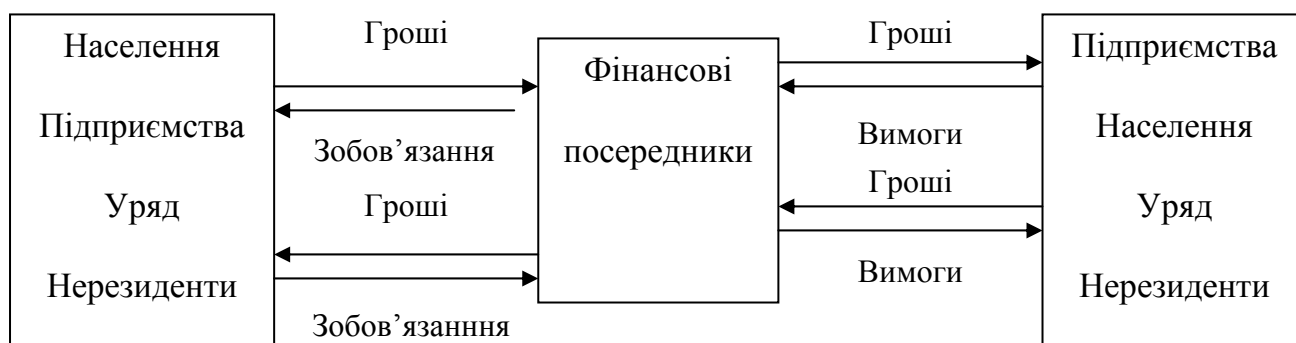 Населення
Підприємства
Уряд
Нерезиденти
Гроші
Зобов’язання
Гроші
Зобов’язанння
Фінансові
посередники
Гроші
Вимоги
Гроші
Вимоги
Підприємства
Населення
Уряд
Нерезиденти